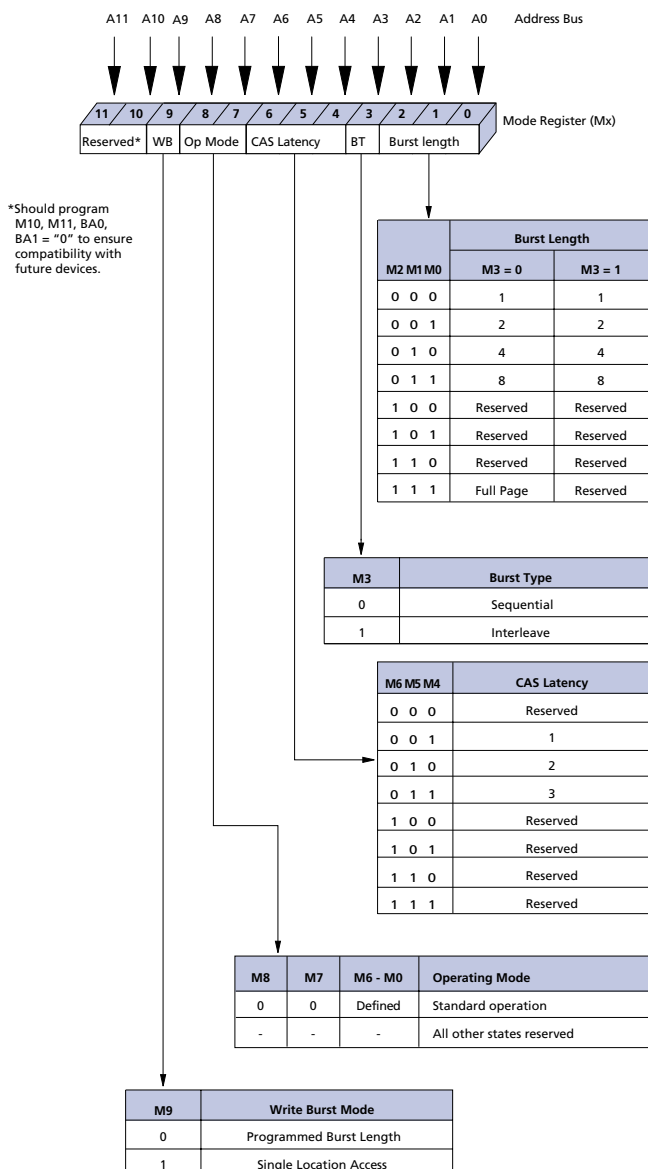 A11 A10 A9 A8 A7 A6 A5 A4 A3 A2 A1 A0 Address Bus
11 10 9 8 7 6 5 4 3 2 1 0
Mode Register (Mx)
Reserved* WB Op Mode CAS Latency BT Burst length
*Should program
M10, M11, BA0,
BA1 = “0” to ensure
compatibility with
future devices.
Burst Length
M2 M1 M0 M3 = 0 M3 = 1
0 0 0 1 1
0 0 1 2 2
0 1 0 4 4
0 1 1 8 8
1 0 0 Reserved Reserved
1 0 1 Reserved Reserved
1 1 0 Reserved Reserved
1 1 1 Full Page Reserved
M3 Burst Type
0 Sequential
1 Interleave
M6 M5 M4 CAS Latency
0 0 0 Reserved
0 0 1 1
0 1 0 2
0 1 1 3
1 0 0 Reserved
1 0 1 Reserved
1 1 0 Reserved
1 1 1 Reserved
M8 M7 M6 - M0 Operating Mode
0 0 Defined Standard operation
- - - All other states reserved
M9 Write Burst Mode
0 Programmed Burst Length
1 Single Location Access